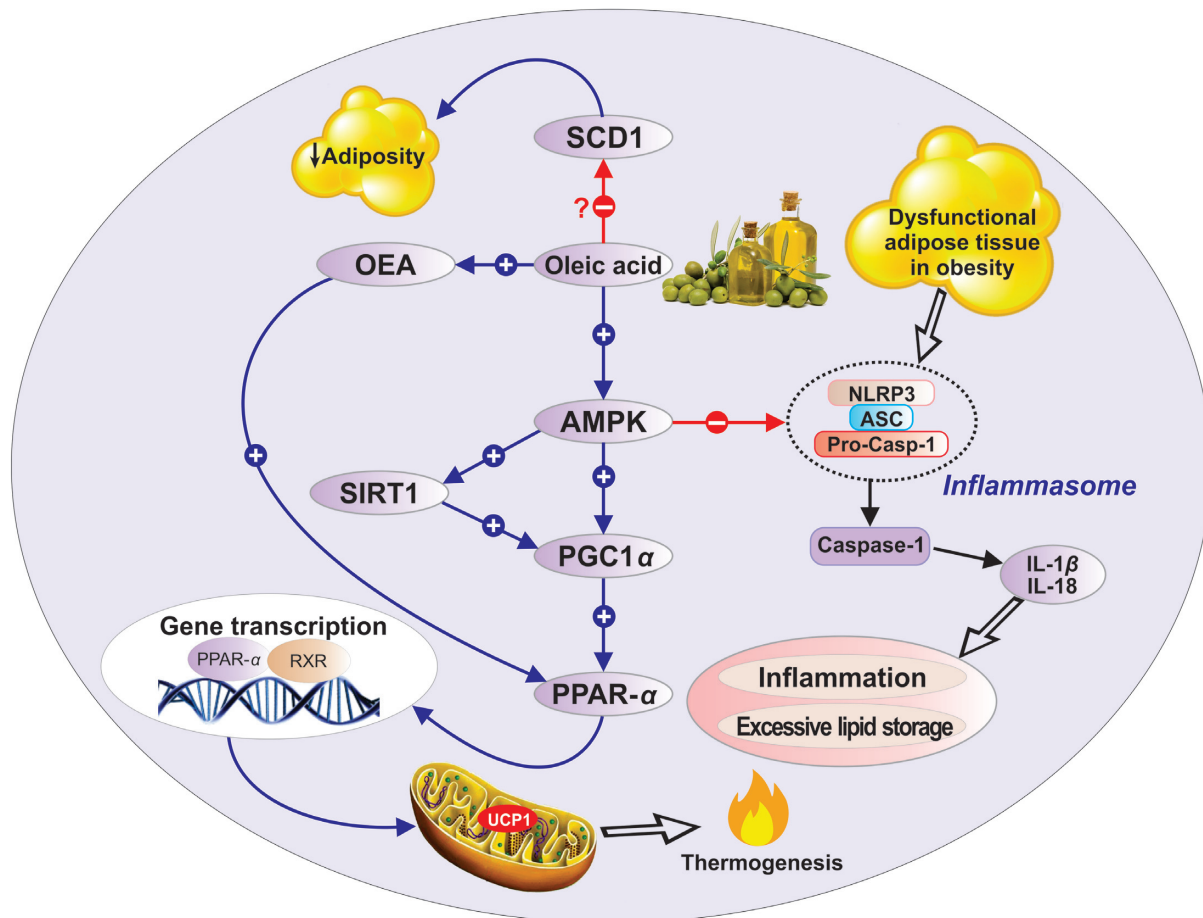 SCD1
↓Adiposity
?
Dysfunctional
adipose tissue
in obesity
OEA
Oleic acid
NLRP3
ASC
Pro-Casp-1
AMPK
Inflammasome
SIRT1
Caspase-1
PGC1α
IL-1β
IL-18
Gene transcription
PPAR-α
RXR
PPAR-α
Inflammation
Excessive lipid storage
UCP1
Thermogenesis